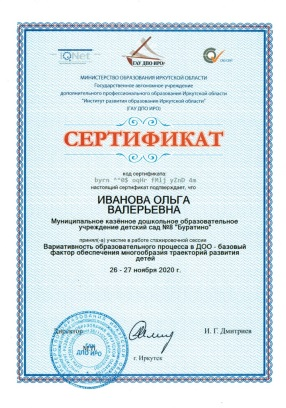 IQNet
МИНИСТЕРСТВО ОБРАЗОВАНИЯ ИРКУТСКОЙ ОБЛАСТИ
Государственное автономное учреждение
дополнительного профессионального образования Иркутской области
"Институт развития образования Иркутской области"
(ГАУ ДПО ИРО)
СЕРТИФИКАТ
код сертификата:
настоящий сертификат подтверждает, что
ИВАНОВА ОЛЬГА
ВАЛЕРЬЕВНА
Муниципальное казённое дошкольное образовательное
учреждение детский сад №8 "Буратино"
принял(-а) участие в работе стажировочной сессии
Вариативность образовательного процесса в ДОО - базовый
фактор обеспечения многообразия траекторий развития
детей
26 - 27 ноября 2020 г.
Директор
И. Г. Дмитриев
ДПО ИРО
г. Иркутск